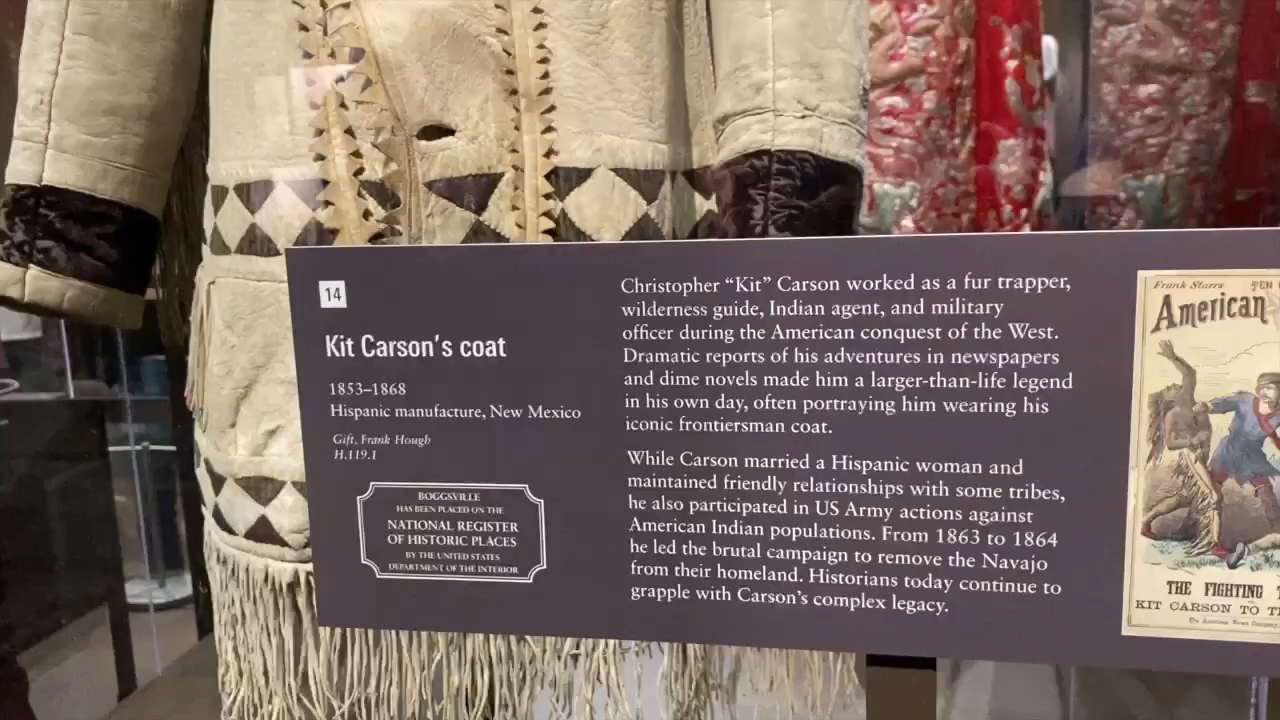 14
Kit Carson's coat
1853–1868
Hispanic manufacture, New Mexico
Gift, Frank Hough
H.119.1
BOGGSVILLE
HAS BEEN PLACED ON THE
NATIONAL REGISTER
OF HISTORIC PLACES
BY THE UNITED STATES
DEPARTMENT OF THE INTERIOR
Christopher “Kit” Carson worked as a fur trapper,
wilderness guide, Indian agent, and military
officer during the American conquest of the West.
Dramatic reports of his adventures in newspapers
and dime novels made him a larger-than-life legend
in his own day, often portraying him wearing his
iconic frontiersman coat.
While Carson married a Hispanic woman and
maintained friendly relationships with some tribes,
he also participated in US Army actions against
American Indian populations. From 1863 to 1864
he led the brutal campaign to remove the Navajo
from their homeland. Historians today continue to
grapple with Carson's complex legacy.
Frank Starr's TEN
American
THE FIGHTING
KIT CARSON TO
The American News Company,